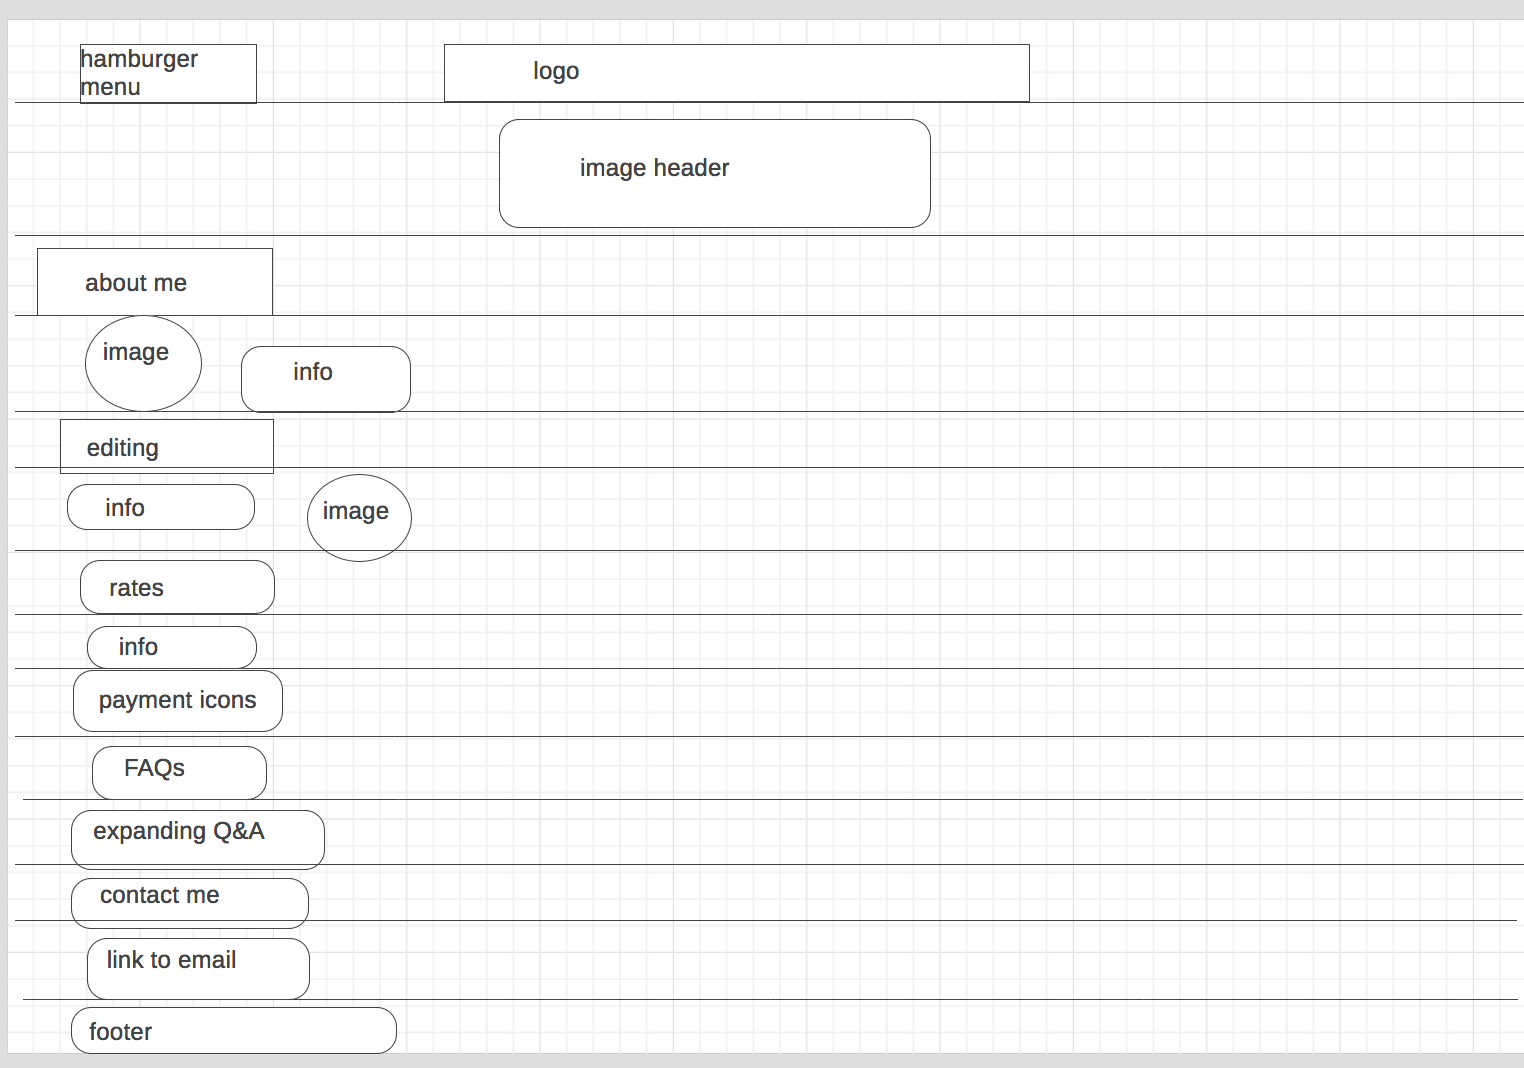 hamburger
menu
logo
image header
about me
image
info
editing
info
image
rates
info
payment icons
FAQs
expanding Q&A
contact me
link to email
footer